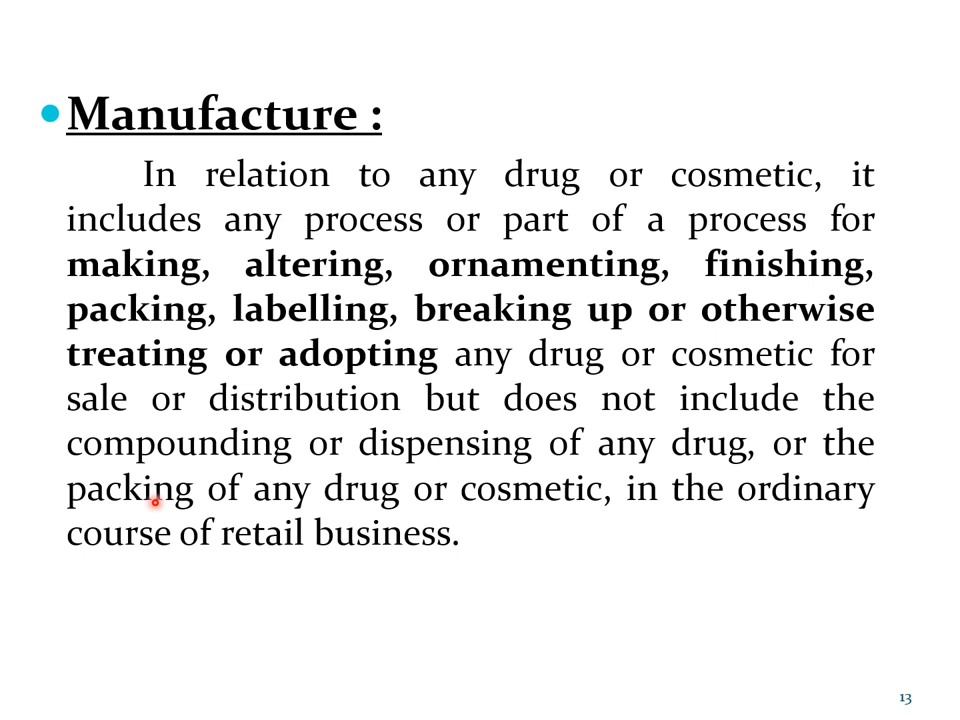 Manufacture :
In relation to any drug or cosmetic, it
includes any process or part of a process for
making, altering, ornamenting, finishing,
packing, labelling, breaking up or otherwise
treating or adopting any drug or cosmetic for
sale or distribution but does not include the
compounding or dispensing of any drug, or the
packing of any drug or cosmetic, in the ordinary
course of retail business.
13